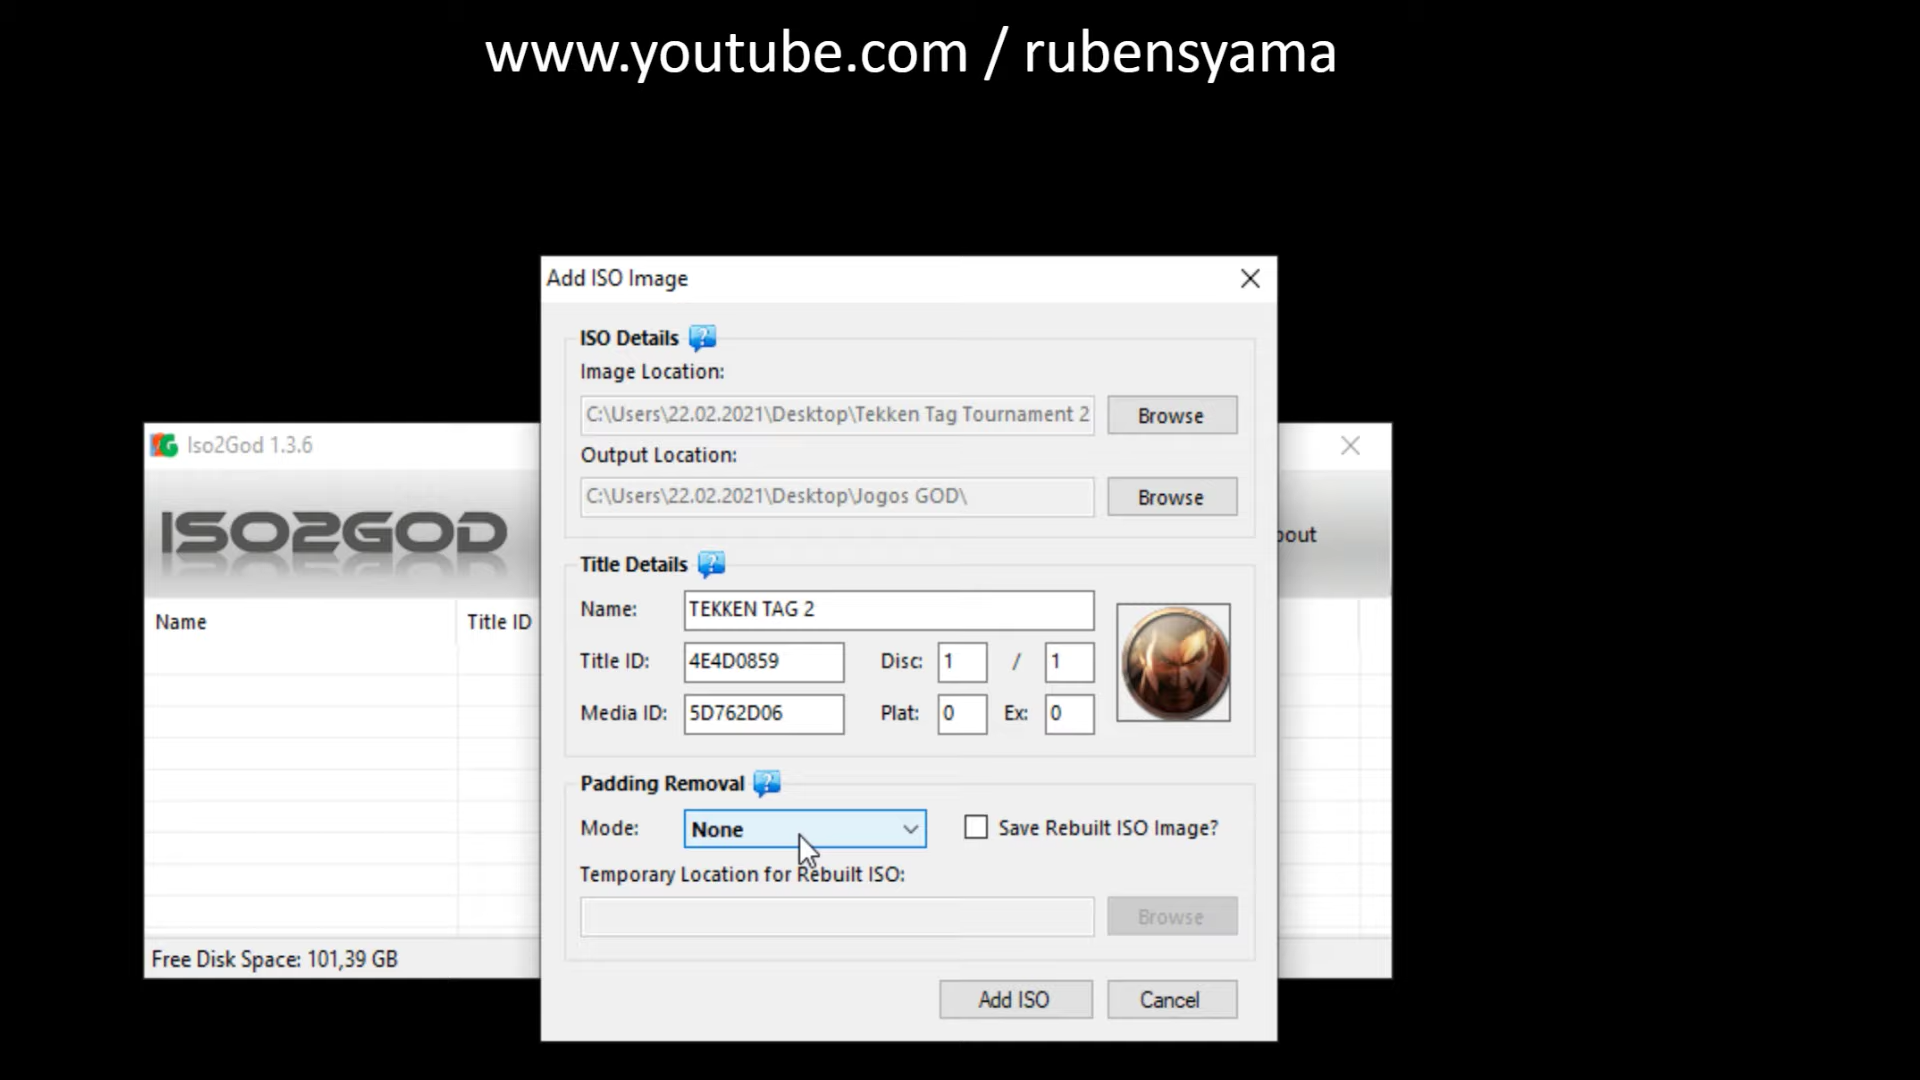 www.youtube.com / rubensyama
Add ISO Image
ISO Details
Image Location:
C:\Users\22.02.2021\Desktop\Tekken Tag Tournament 2
Browse
Iso2God 1.3.6
Output Location:
C:\Users\22.02.2021\Desktop\Jogos GOD\
Browse
ISO2GOD
bout
Title Details
Name:
TEKKEN TAG 2
Name
Title ID
Title ID:
4E4D0859
Disc:
1
/
1
Media ID:
5D762D06
Plat:
0
Ex:
0
Padding Removal
Mode:
None
Save Rebuilt ISO Image?
Temporary Location for Rebuilt ISO:
Browse
Free Disk Space: 101,39 GB
Add ISO
Cancel